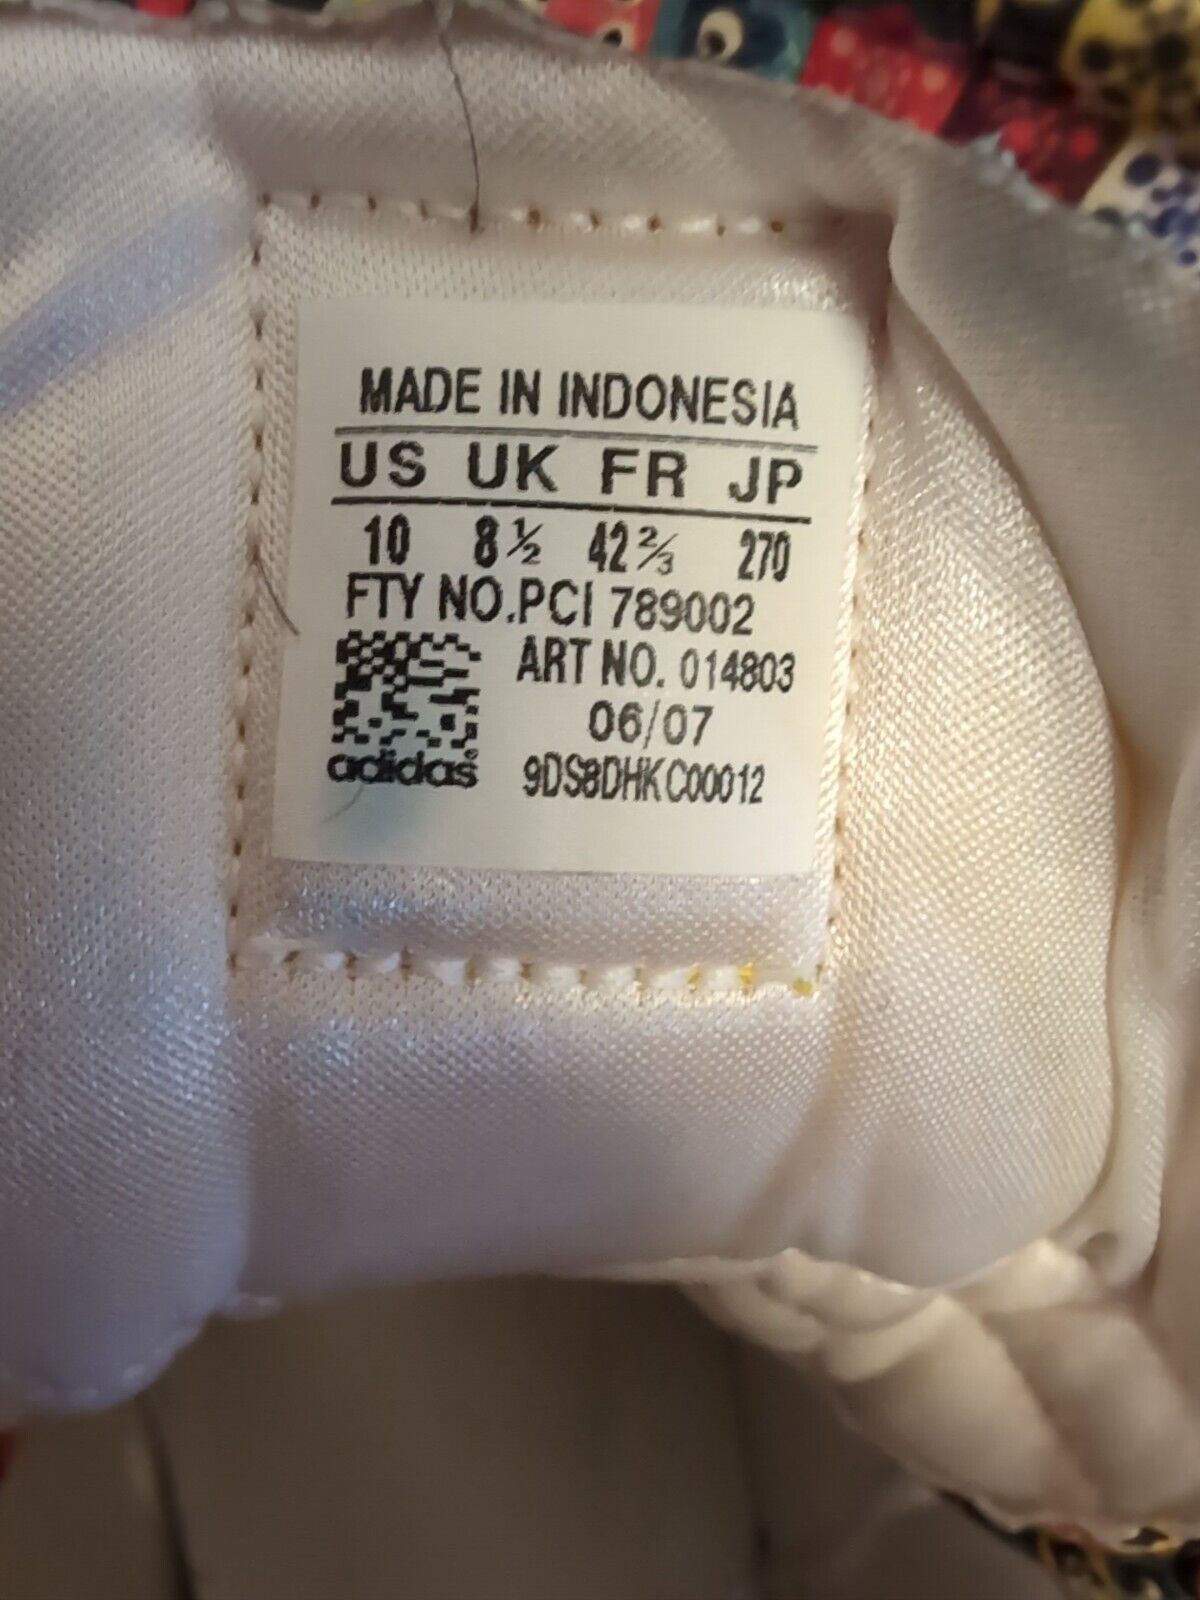 MADE IN INDONESIA
US UK FR JP
10 8½ 42⅔ 270
FTY NO.PCI 789002
ART NO. 014803
06/07
adidas® 9DS8DHKC00012